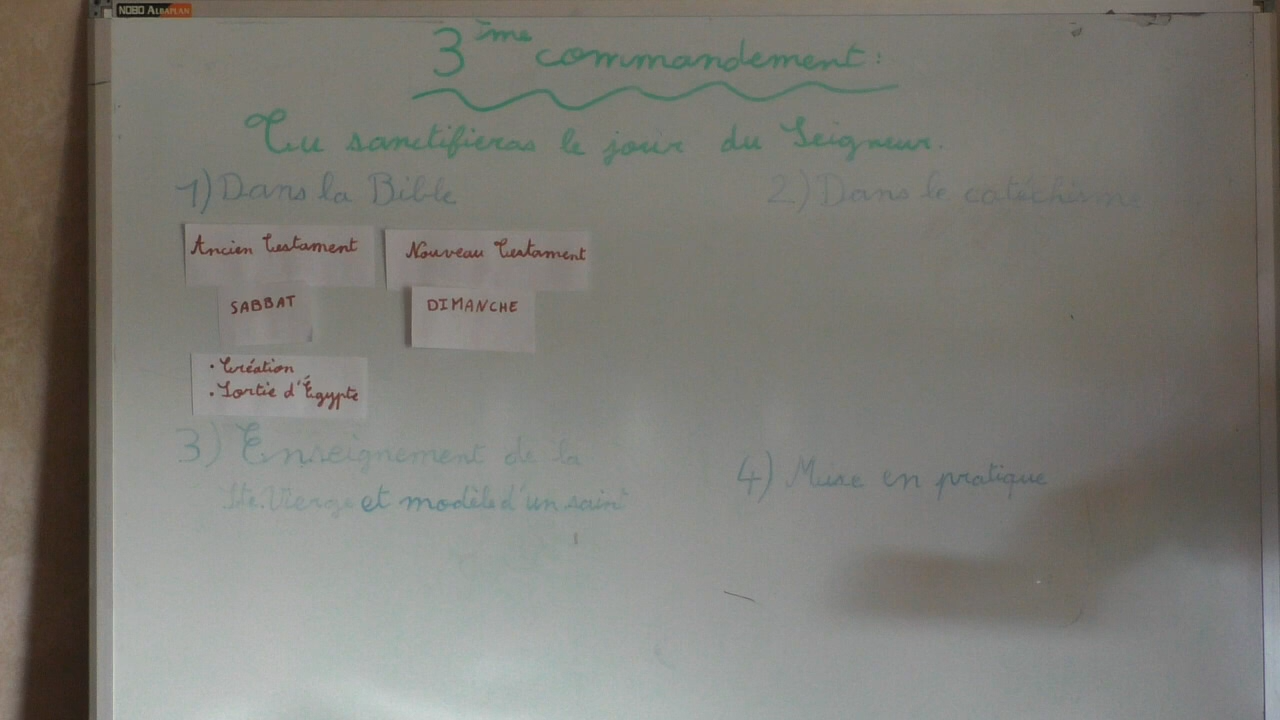 NOBO ALBAPLAN
3ème commandement :
Tu sanctifieras le jour du Seigneur.
1) Dans la Bible
Ancien Testament
SABBAT
• Création
• Sortie d'Égypte
Nouveau Testament
DIMANCHE
2) Dans le catéchisme
3) Enseignement de la
Ste. Vierge et modèle d'un saint
4) Mise en pratique